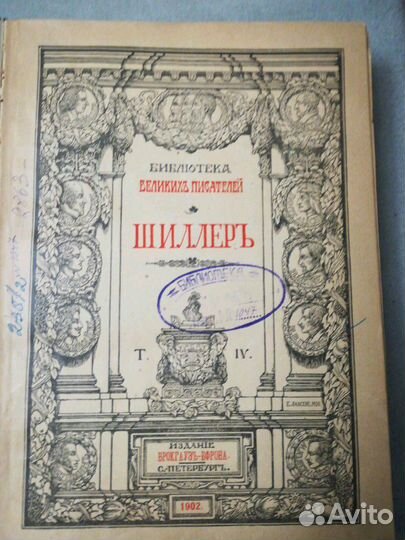 БИБЛІОТЕКА
ВЕЛИКИХЪ ПИСАТЕЛЕЙ
ШИЛЛЕРЪ
БИБЛИОТЕКА
Т. IV.
ИЗДАНІЕ
БРОКГАУЗЪ-ЕФРОНА
С.ПЕТЕРБУРГЪ.
1902.
Avito